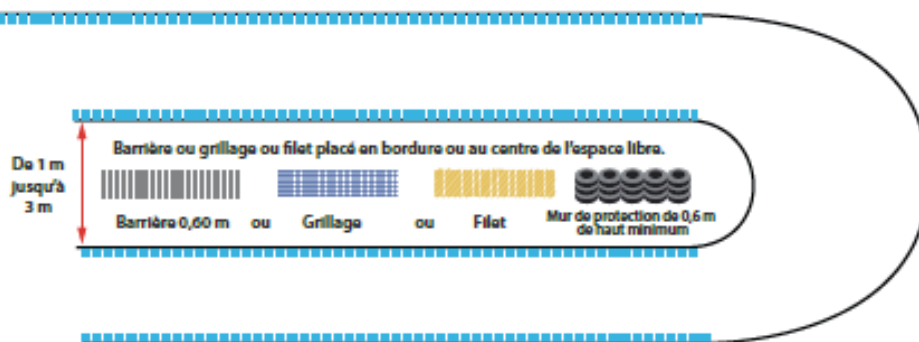 Barrière ou grillage ou filet placé en bordure ou au centre de l'espace libre.
De 1 m
jusqu'à
3 m
Barrière 0,60 m ou Grillage ou Filet
Mur de protection de 0,6 m
de haut minimum